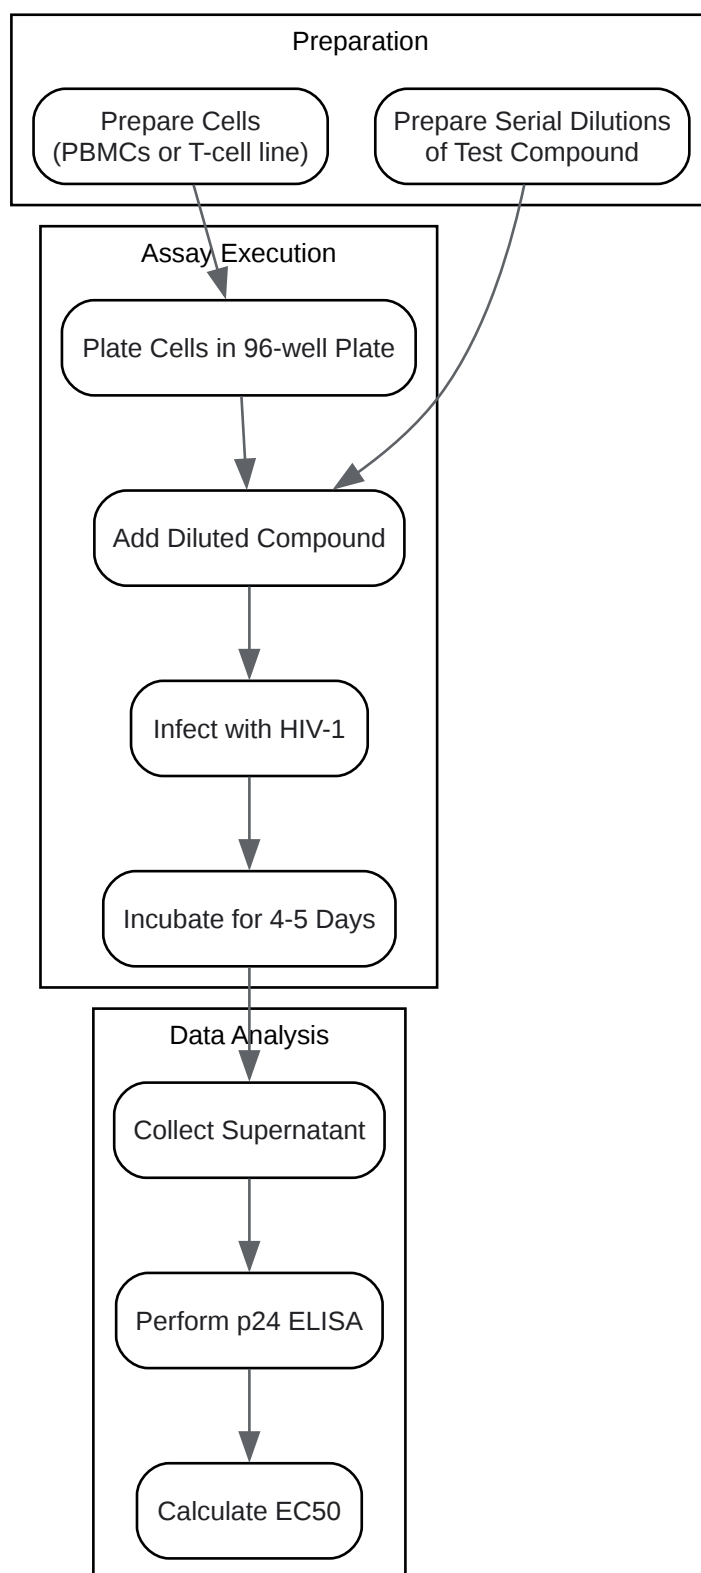 Preparation
Prepare Cells
(PBMCs or T-cell line)
Prepare Serial Dilutions
of Test Compound
Assay Execution
Plate Cells in 96-well Plate
Add Diluted Compound
Infect with HIV-1
Incubate for 4-5 Days
Data Analysis
Collect Supernatant
Perform p24 ELISA
Calculate EC50